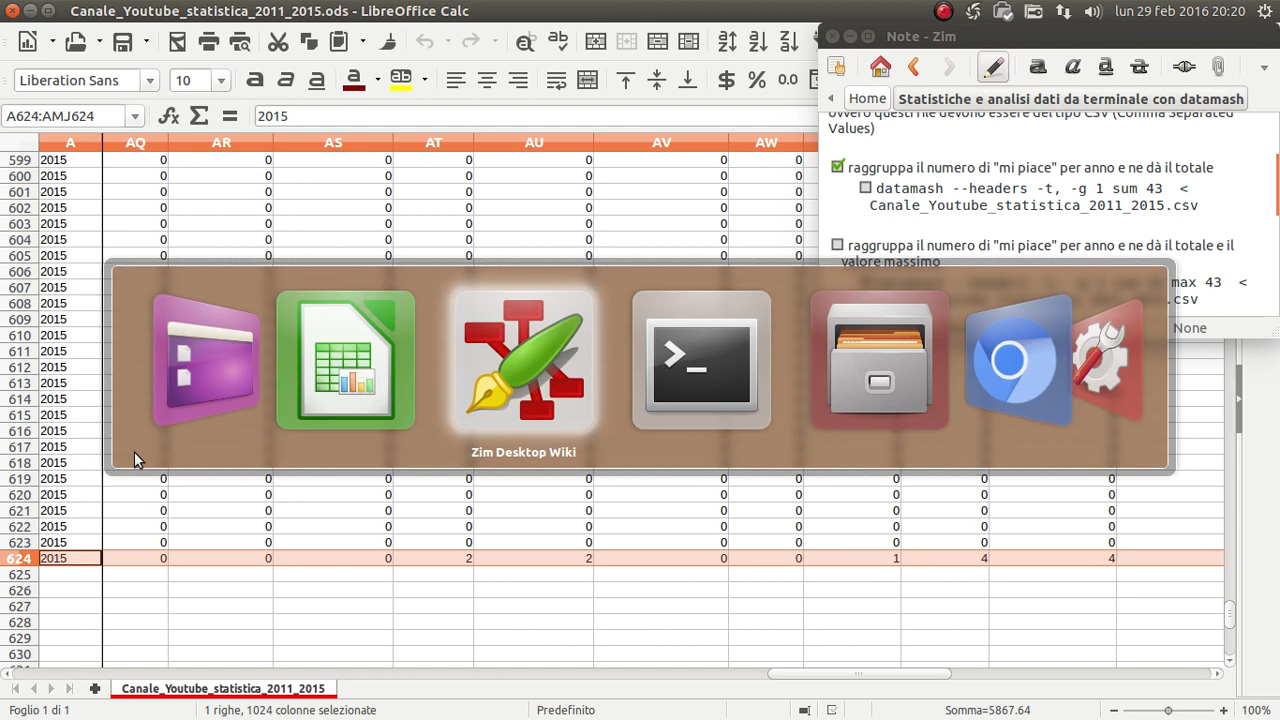 Canale_Youtube_statistica_2011_2015.ods - LibreOffice Calc
lun 29 feb 2016 20:20
Note - Zim
Liberation Sans
10
0.0
A624:AMJ624
2015
Home
Statistiche e analisi dati da terminale con datamash
ovvero questi file devono essere del tipo CSV (Comma Separated
Values)
raggruppa il numero di "mi piace" per anno e ne dà il totale
datamash --headers -t, -g 1 sum 43 <
Canale_Youtube_statistica_2011_2015.csv
raggruppa il numero di "mi piace" per anno e ne dà il totale e il
valore massimo
max 43 <
csv
None
A AQ AR AS AT AU AV AW
599 2015 0 0 0 0 0 0 0
600 2015 0 0 0 0 0 0 0
601 2015 0 0 0 0 0 0 0
602 2015 0 0 0 0 0 0 0
603 2015 0 0 0 0 0 0 0
604 2015 0 0 0 0 0 0 0
605 2015 0 0 0 0 0 0 0
606 2015
607 2015
608 2015
609 2015
610 2015
611 2015
612 2015
613 2015
614 2015
615 2015
616 2015
617 2015
618 2015
Zim Desktop Wiki
619 2015 0 0 0 0 0 0 0 0 0 0
620 2015 0 0 0 0 0 0 0 0 0 0
621 2015 0 0 0 0 0 0 0 0 0 0
622 2015 0 0 0 0 0 0 0 0 0 0
623 2015 0 0 0 0 0 0 0 0 0 0
624 2015 0 0 0 2 2 0 0 1 4 4
625
626
627
628
629
630
Canale_Youtube_statistica_2011_2015
Foglio 1 di 1
1 righe, 1024 colonne selezionate
Predefinito
Somma=5867.64
100%